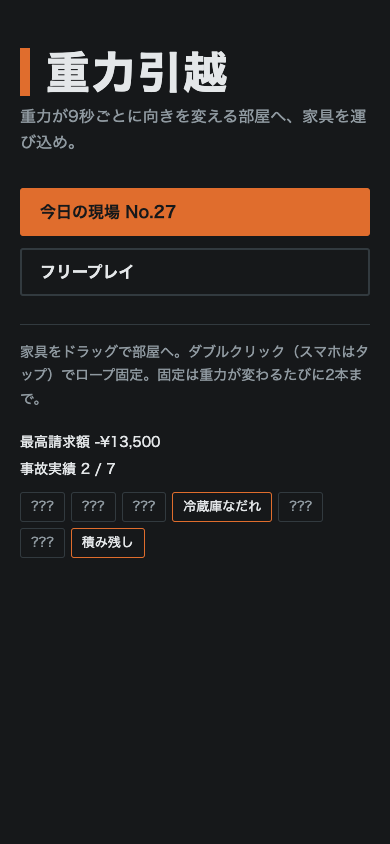 重力引越
重力が9秒ごとに向きを変える部屋へ、家具を運
び込め。
今日の現場 No.27
フリープレイ
家具をドラッグで部屋へ。ダブルクリック（スマホはタ
ップ）でロープ固定。固定は重力が変わるたびに2本ま
で。
最高請求額 -¥13,500
事故実績 2 / 7
??? ??? ??? 冷蔵庫なだれ ???
??? 積み残し